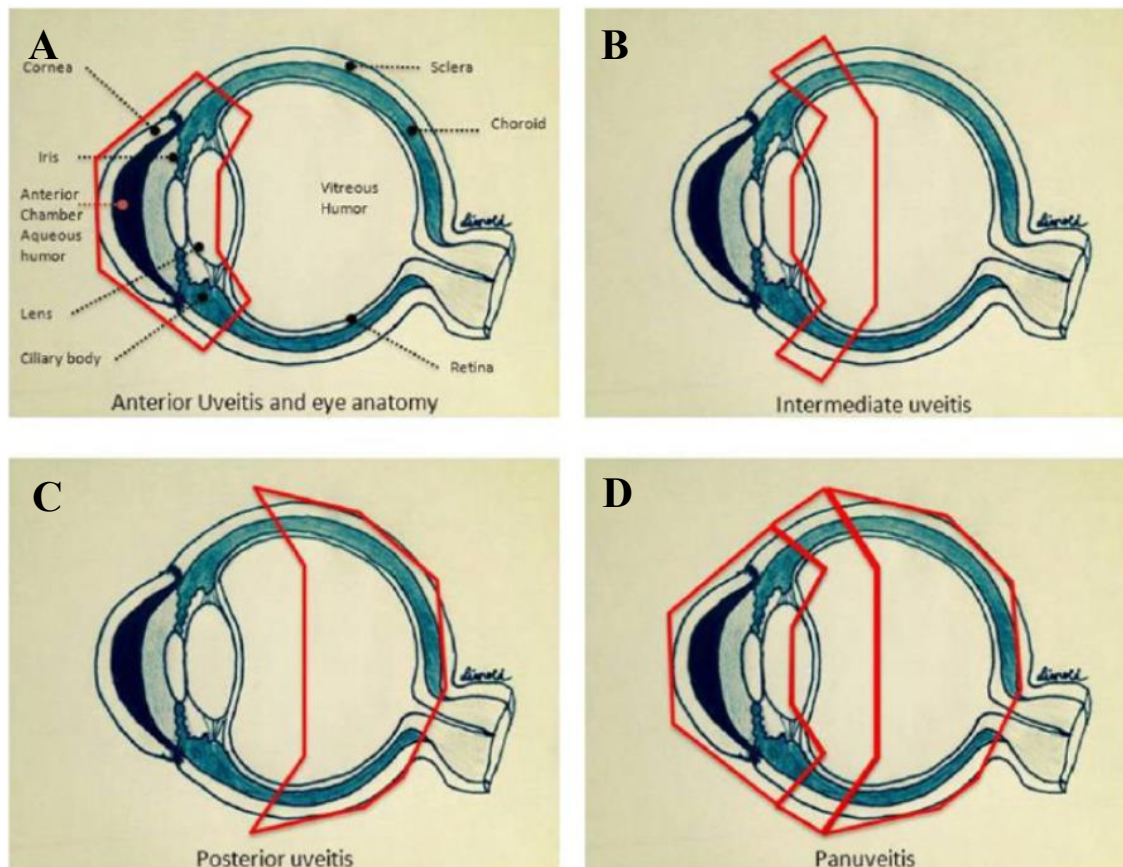 A
Cornea
Sclera
Choroid
Iris
Anterior
Chamber
Aqueous
humor
Vitreous
Humor
Lens
Ciliary body
Retina
Anterior Uveitis and eye anatomy
B
Intermediate uveitis
C
Posterior uveitis
D
Panuveitis